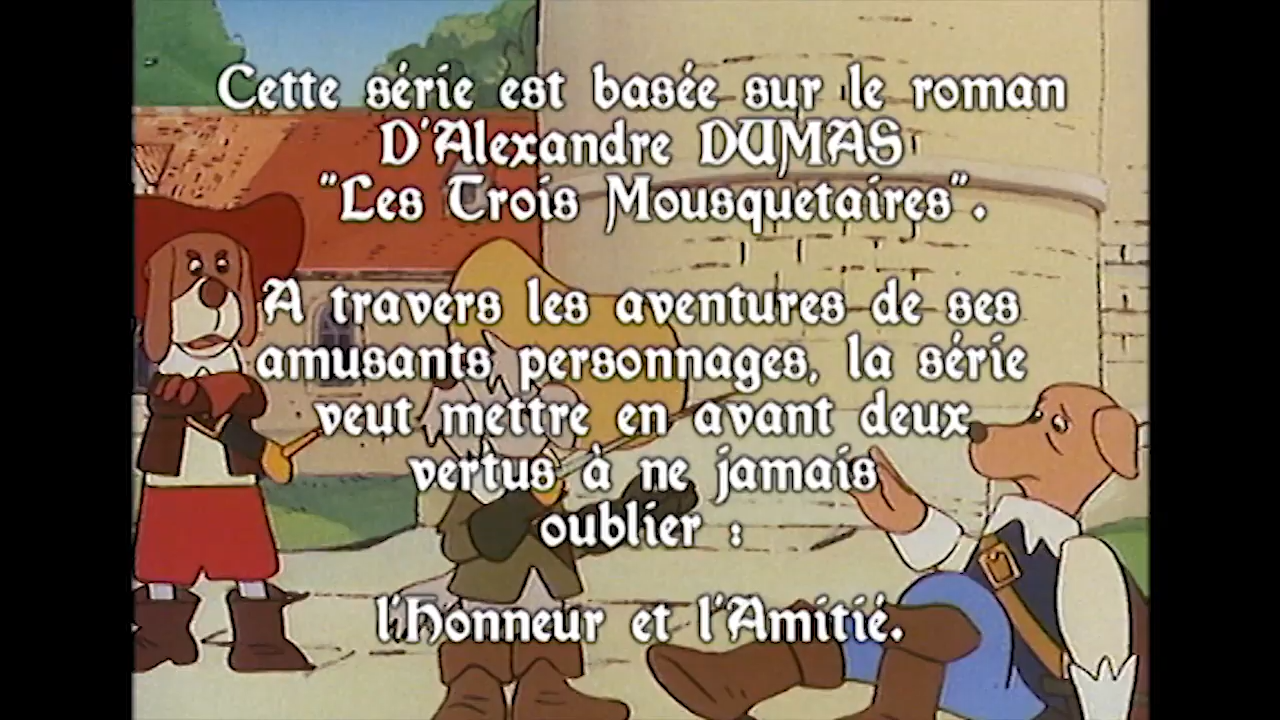 Cette série est basée sur le roman
D'Alexandre DUMAS
"Les Trois Mousquetaires".
A travers les aventures de ses
amusants personnages, la série
veut mettre en avant deux
vertus à ne jamais
oublier :
l'Honneur et l'Amitié.